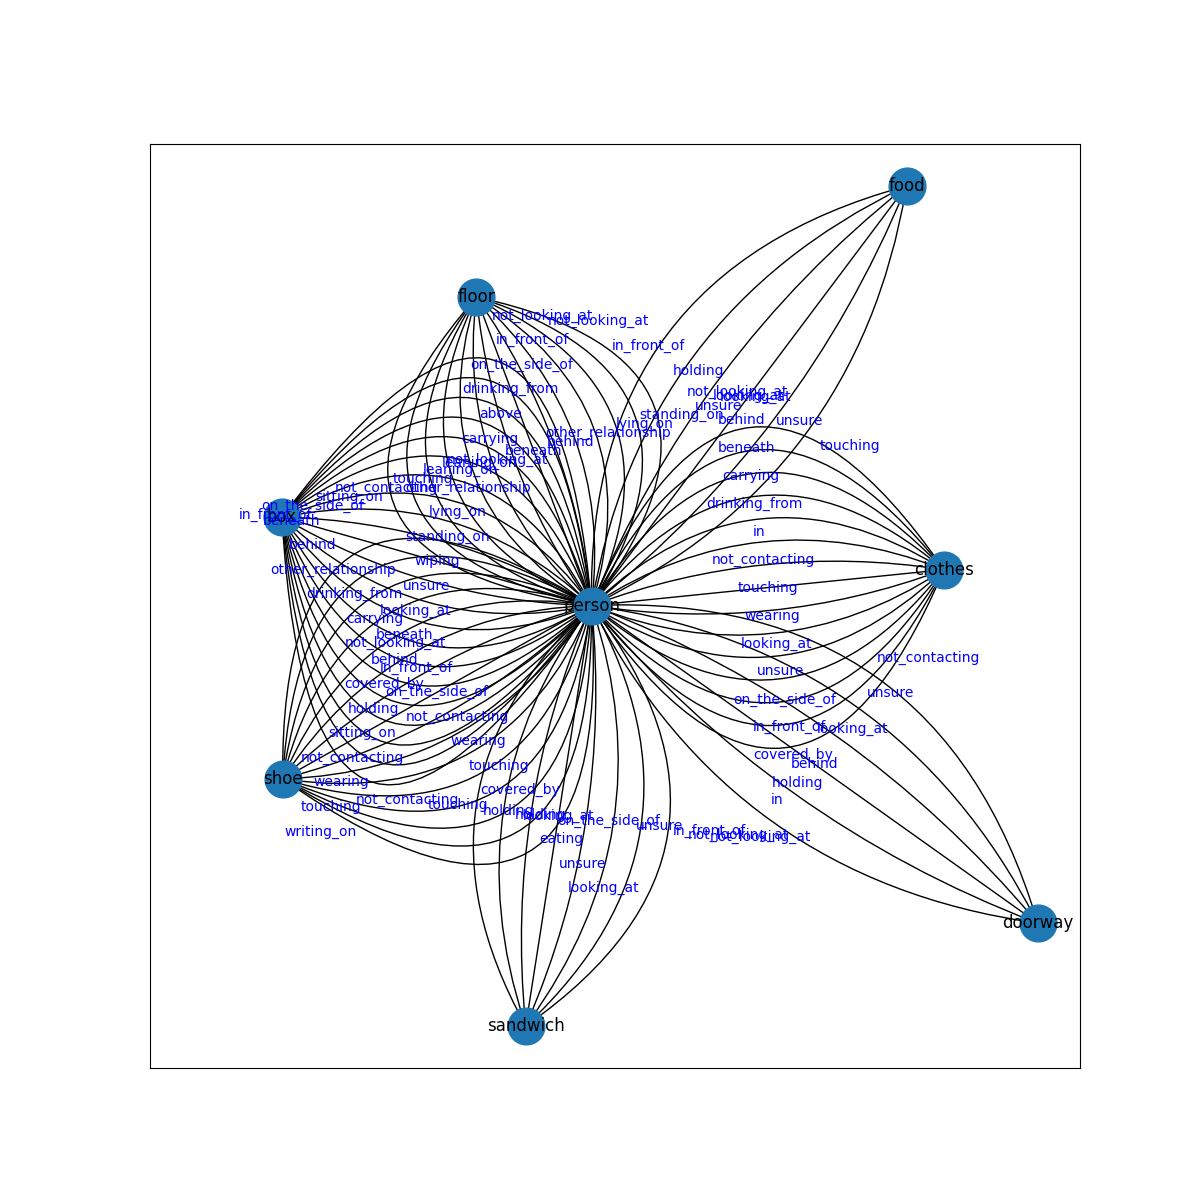 food
floor
not_looking_at
not_looking_at
in_front_of
in_front_of
on_the_side_of
holding
drinking_from
not_looking_at
looking_at
unsure
above
standing_on
behind
unsure
lying_on
other_relationship
carrying
behind
touching
beneath
beneath
not_looking_at
leaning_on
leaning_on
touching
carrying
not_contacting
other_relationship
sitting_on
drinking_from
on_the_side_of
lying_on
in_front_of
box
beneath
in
standing_on
behind
not_contacting
wiping
clothes
other_relationship
unsure
touching
drinking_from
person
looking_at
wearing
carrying
beneath
not_looking_at
looking_at
behind
not_contacting
in_front_of
unsure
covered_by
on_the_side_of
unsure
on_the_side_of
holding
not_contacting
in_front_of
looking_at
sitting_on
wearing
covered_by
not_contacting
behind
touching
shoe
wearing
holding
covered_by
in
not_contacting
touching
touching
holding
looking_at
on_the_side_of
unsure
writing_on
in_front_of
not_looking_at
not_looking_at
eating
unsure
looking_at
doorway
sandwich